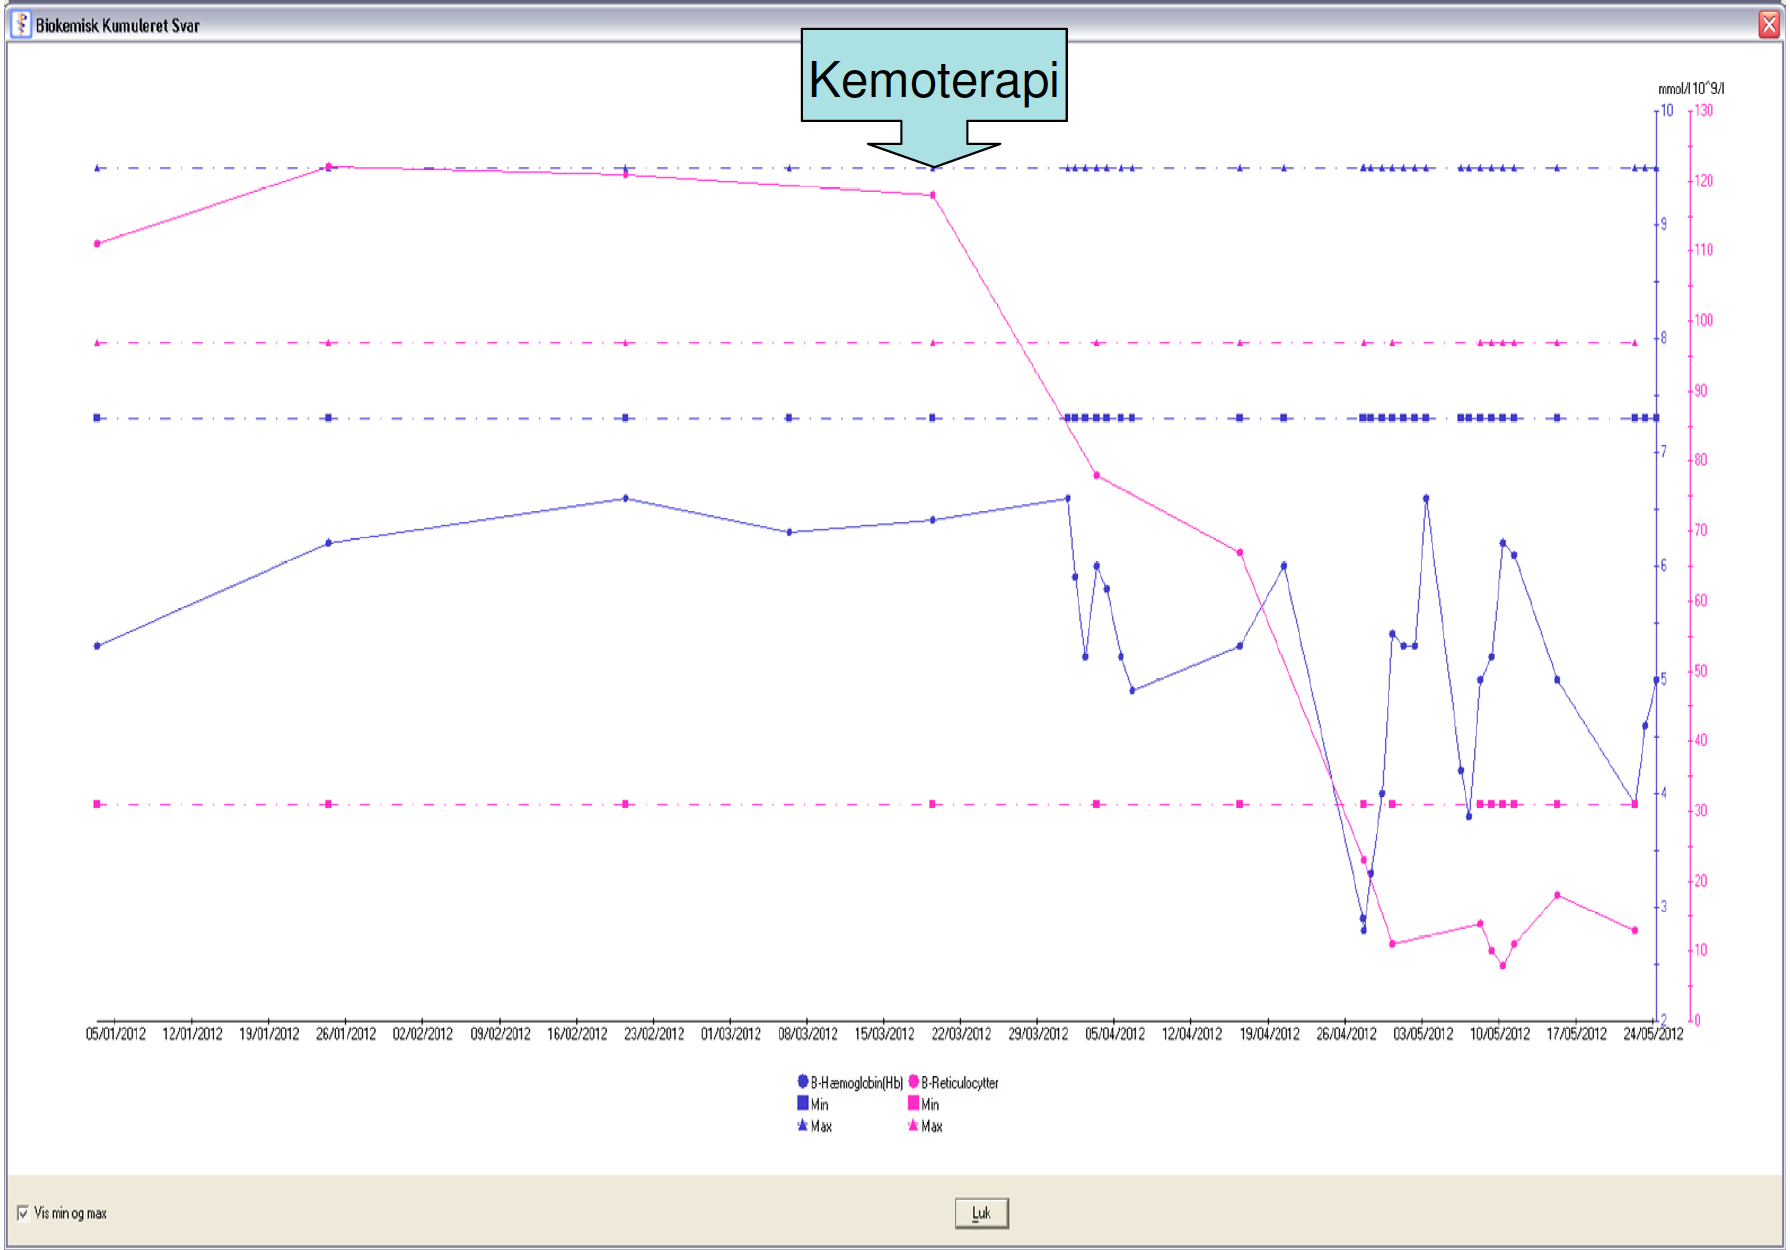 Biokemisk Kumuleret Svar
Kemoterapi
mmol/l 10^9/l
10 130
120
9
110
100
8
90
7
80
70
6
60
5
50
40
4
30
20
3
10
2 0
05/01/2012 12/01/2012 19/01/2012 26/01/2012 02/02/2012 09/02/2012 16/02/2012 23/02/2012 01/03/2012 08/03/2012 15/03/2012 22/03/2012 29/03/2012 05/04/2012 12/04/2012 19/04/2012 26/04/2012 03/05/2012 10/05/2012 17/05/2012 24/05/2012
B-Hæmoglobin(Hb) B-Reticulocytter
Min Min
Max Max
Vis min og max
Luk